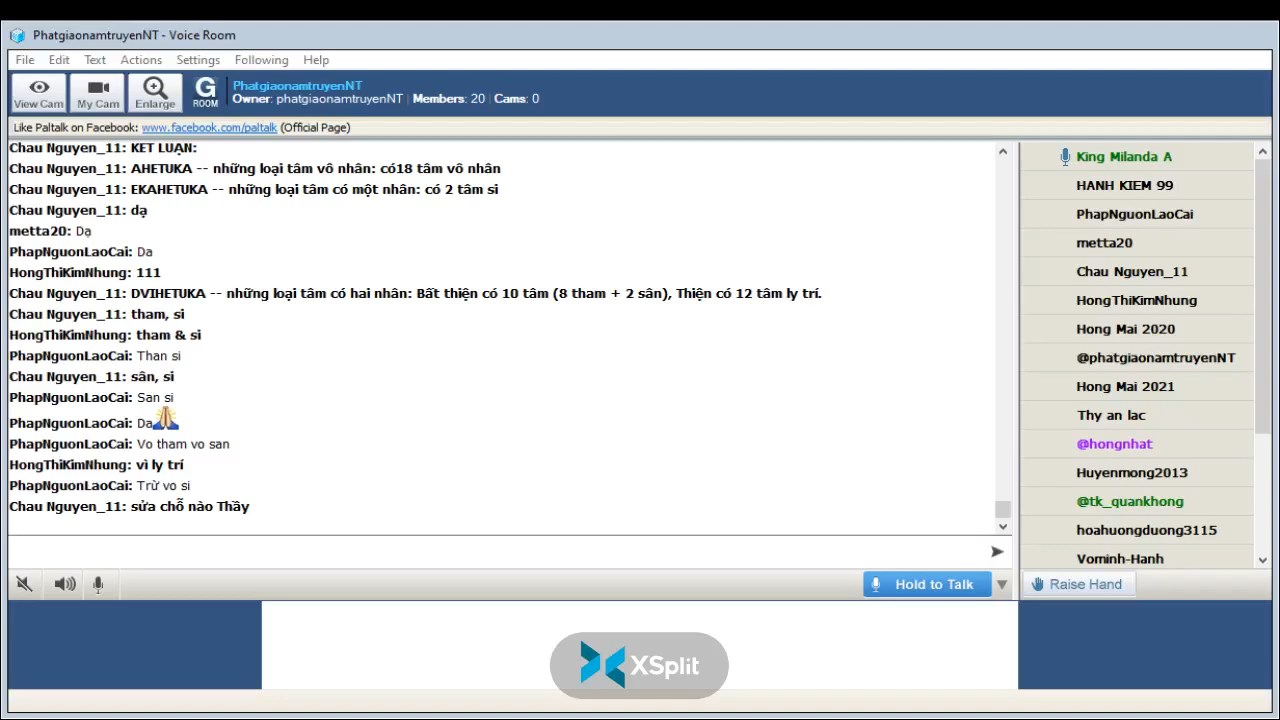 PhatgiaonamtruyenNT - Voice Room
File Edit Text Actions Settings Following Help
View Cam
My Cam
Enlarge
G
ROOM
PhatgiaonamtruyenNT
Owner: phatgiaonamtruyenNT | Members: 20 | Cams: 0
Like Paltalk on Facebook: www.facebook.com/paltalk (Official Page)
Chau Nguyen_11: KẾT LUẬN:
Chau Nguyen_11: AHETUKA -- những loại tâm vô nhân: có18 tâm vô nhân
Chau Nguyen_11: EKAHETUKA -- những loại tâm có một nhân: có 2 tâm si
Chau Nguyen_11: dạ
metta20: Dạ
PhapNguonLaoCai: Da
HongThiKimNhung: 111
Chau Nguyen_11: DVIHETUKA -- những loại tâm có hai nhân: Bất thiện có 10 tâm (8 tham + 2 sân), Thiện có 12 tâm ly trí.
Chau Nguyen_11: tham, si
HongThiKimNhung: tham & si
PhapNguonLaoCai: Than si
Chau Nguyen_11: sân, si
PhapNguonLaoCai: San si
PhapNguonLaoCai: Da
PhapNguonLaoCai: Vo tham vo san
HongThiKimNhung: vì ly trí
PhapNguonLaoCai: Trừ vo si
Chau Nguyen_11: sửa chỗ nào Thầy
King Milanda A
HANH KIEM 99
PhapNguonLaoCai
metta20
Chau Nguyen_11
HongThiKimNhung
Hong Mai 2020
@phatgiaonamtruyenNT
Hong Mai 2021
Thy an lac
@hongnhat
Huyenmong2013
@tk_quankhong
hoahuongduong3115
Vominh-Hanh
Hold to Talk
Raise Hand
XSplit